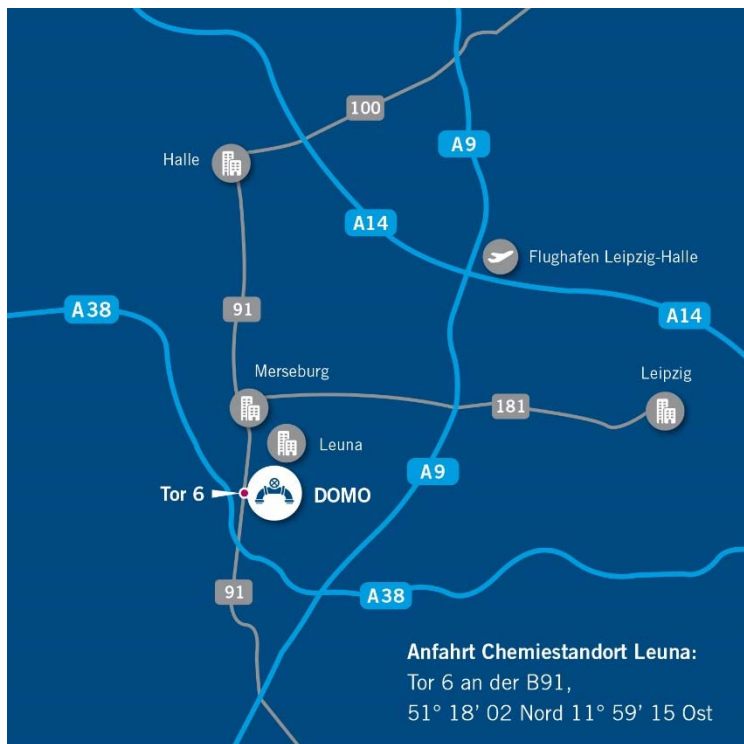 100
A9
Halle
A14
Flughafen Leipzig-Halle
A38
91
A14
Merseburg
Leipzig
181
Leuna
A9
Tor 6
DOMO
91
A38
Anfahrt Chemiestandort Leuna:
Tor 6 an der B91,
51° 18’ 02 Nord 11° 59’ 15 Ost